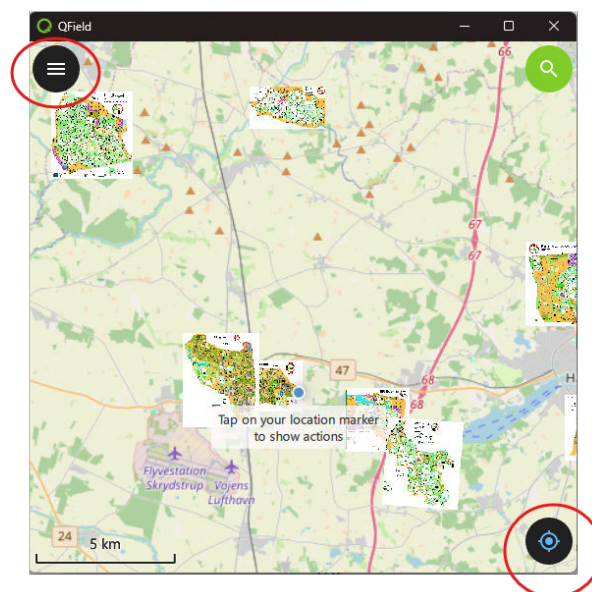 QField
66
67
67
47
68
68
H
Tap on your location marker
to show actions
Flyvestation
Skrydstrup
Vojens
Lufthavn
24
5 km